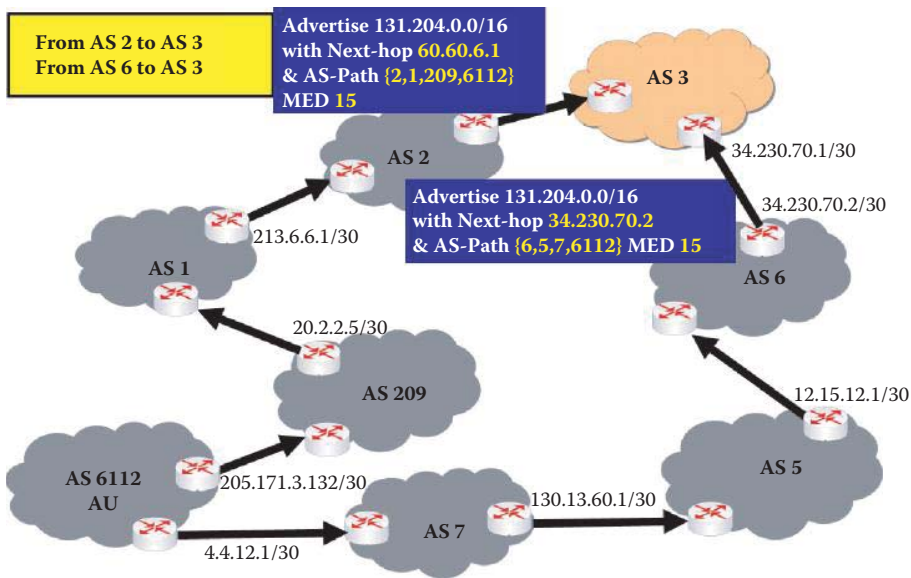 From AS 2 to AS 3
From AS 6 to AS 3
Advertise 131.204.0.0/16
with Next-hop 60.60.6.1
& AS-Path {2,1,209,6112}
MED 15
AS 3
AS 2
34.230.70.1/30
Advertise 131.204.0.0/16
with Next-hop 34.230.70.2
& AS-Path {6,5,7,6112} MED 15
34.230.70.2/30
213.6.6.1/30
AS 1
AS 6
20.2.2.5/30
AS 209
12.15.12.1/30
AS 6112
AU
205.171.3.132/30
AS 5
130.13.60.1/30
AS 7
4.4.12.1/30